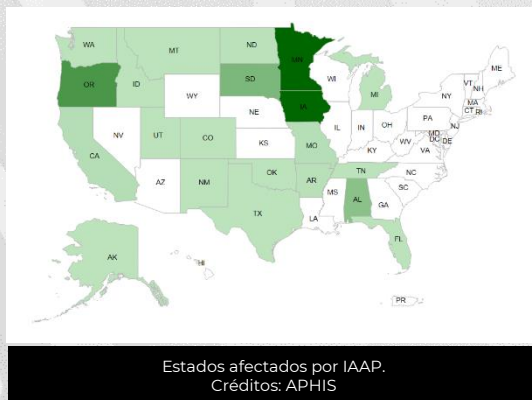 WA
MT
ND
MN
OR
ID
SD
WI
MI
ME
VT
NH
NY
MA
CT
RI
WY
IA
NE
PA
NJ
NV
UT
CO
IL
IN
OH
MD
DC
DE
WV
VA
CA
KS
MO
KY
AZ
NM
OK
AR
TN
NC
SC
MS
AL
GA
TX
LA
FL
AK
HI
PR
Estados afectados por IAAP.
Créditos: APHIS